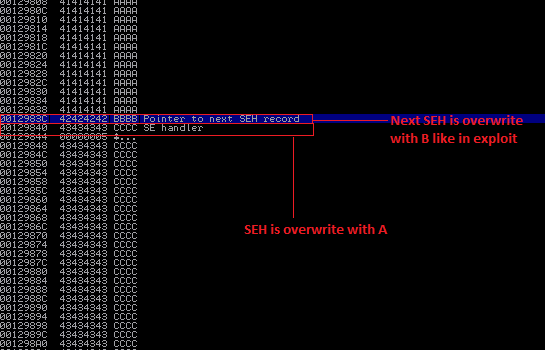 00129808 41414141 AAAA
0012980C 41414141 AAAA
00129810 41414141 AAAA
00129814 41414141 AAAA
00129818 41414141 AAAA
0012981C 41414141 AAAA
00129820 41414141 AAAA
00129824 41414141 AAAA
00129828 41414141 AAAA
0012982C 41414141 AAAA
00129830 41414141 AAAA
00129834 41414141 AAAA
00129838 41414141 AAAA
0012983C 42424242 BBBB Pointer to next SEH record
00129840 43434343 CCCC SE handler
00129844 00000005 ♣...
00129848 43434343 CCCC
0012984C 43434343 CCCC
00129850 43434343 CCCC
00129854 43434343 CCCC
00129858 43434343 CCCC
0012985C 43434343 CCCC
00129860 43434343 CCCC
00129864 43434343 CCCC
00129868 43434343 CCCC
0012986C 43434343 CCCC
00129870 43434343 CCCC
00129874 43434343 CCCC
00129878 43434343 CCCC
0012987C 43434343 CCCC
00129880 43434343 CCCC
00129884 43434343 CCCC
00129888 43434343 CCCC
0012988C 43434343 CCCC
00129890 43434343 CCCC
00129894 43434343 CCCC
00129898 43434343 CCCC
0012989C 43434343 CCCC
001298A0 43434343 CCCC
Next SEH is overwrite
with B like in exploit
SEH is overwrite with A